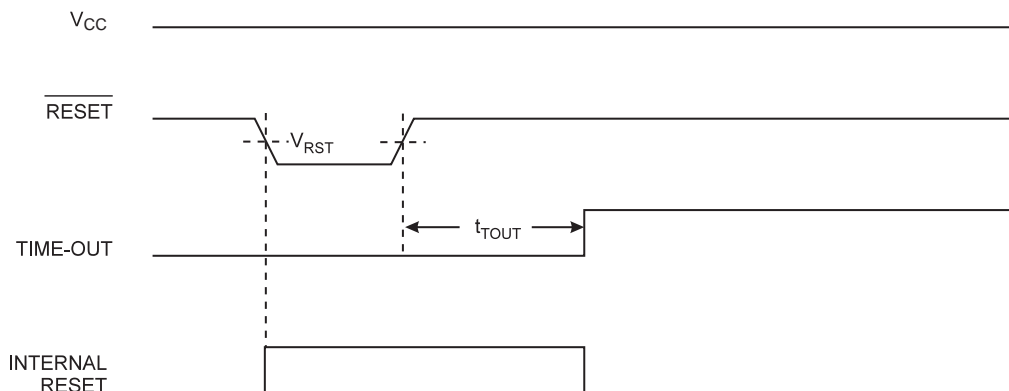 VCC
RESET
VRST
tTOUT
TIME-OUT
INTERNAL
RESET